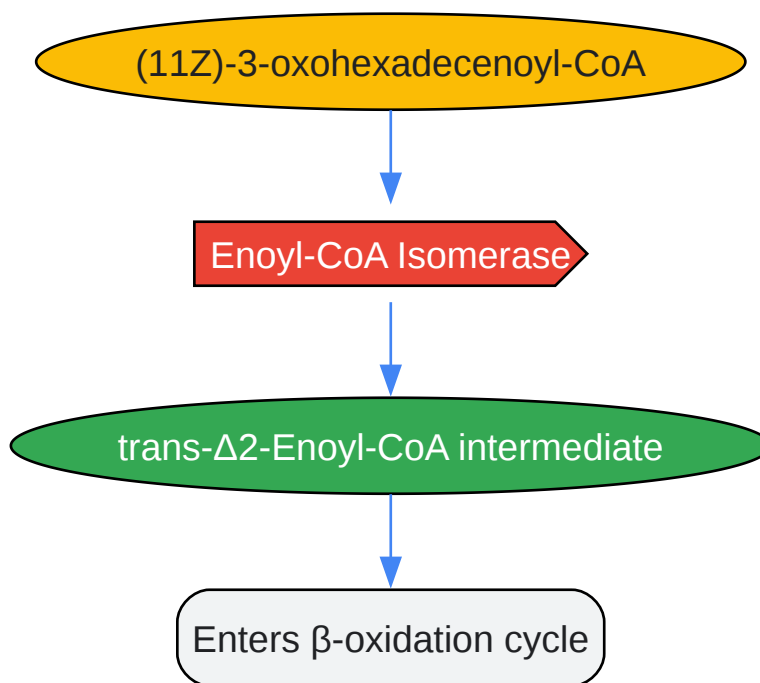 (11Z)-3-oxohexadecenoyl-CoA
Enoyl-CoA Isomerase
trans-Δ2-Enoyl-CoA intermediate
Enters β-oxidation cycle